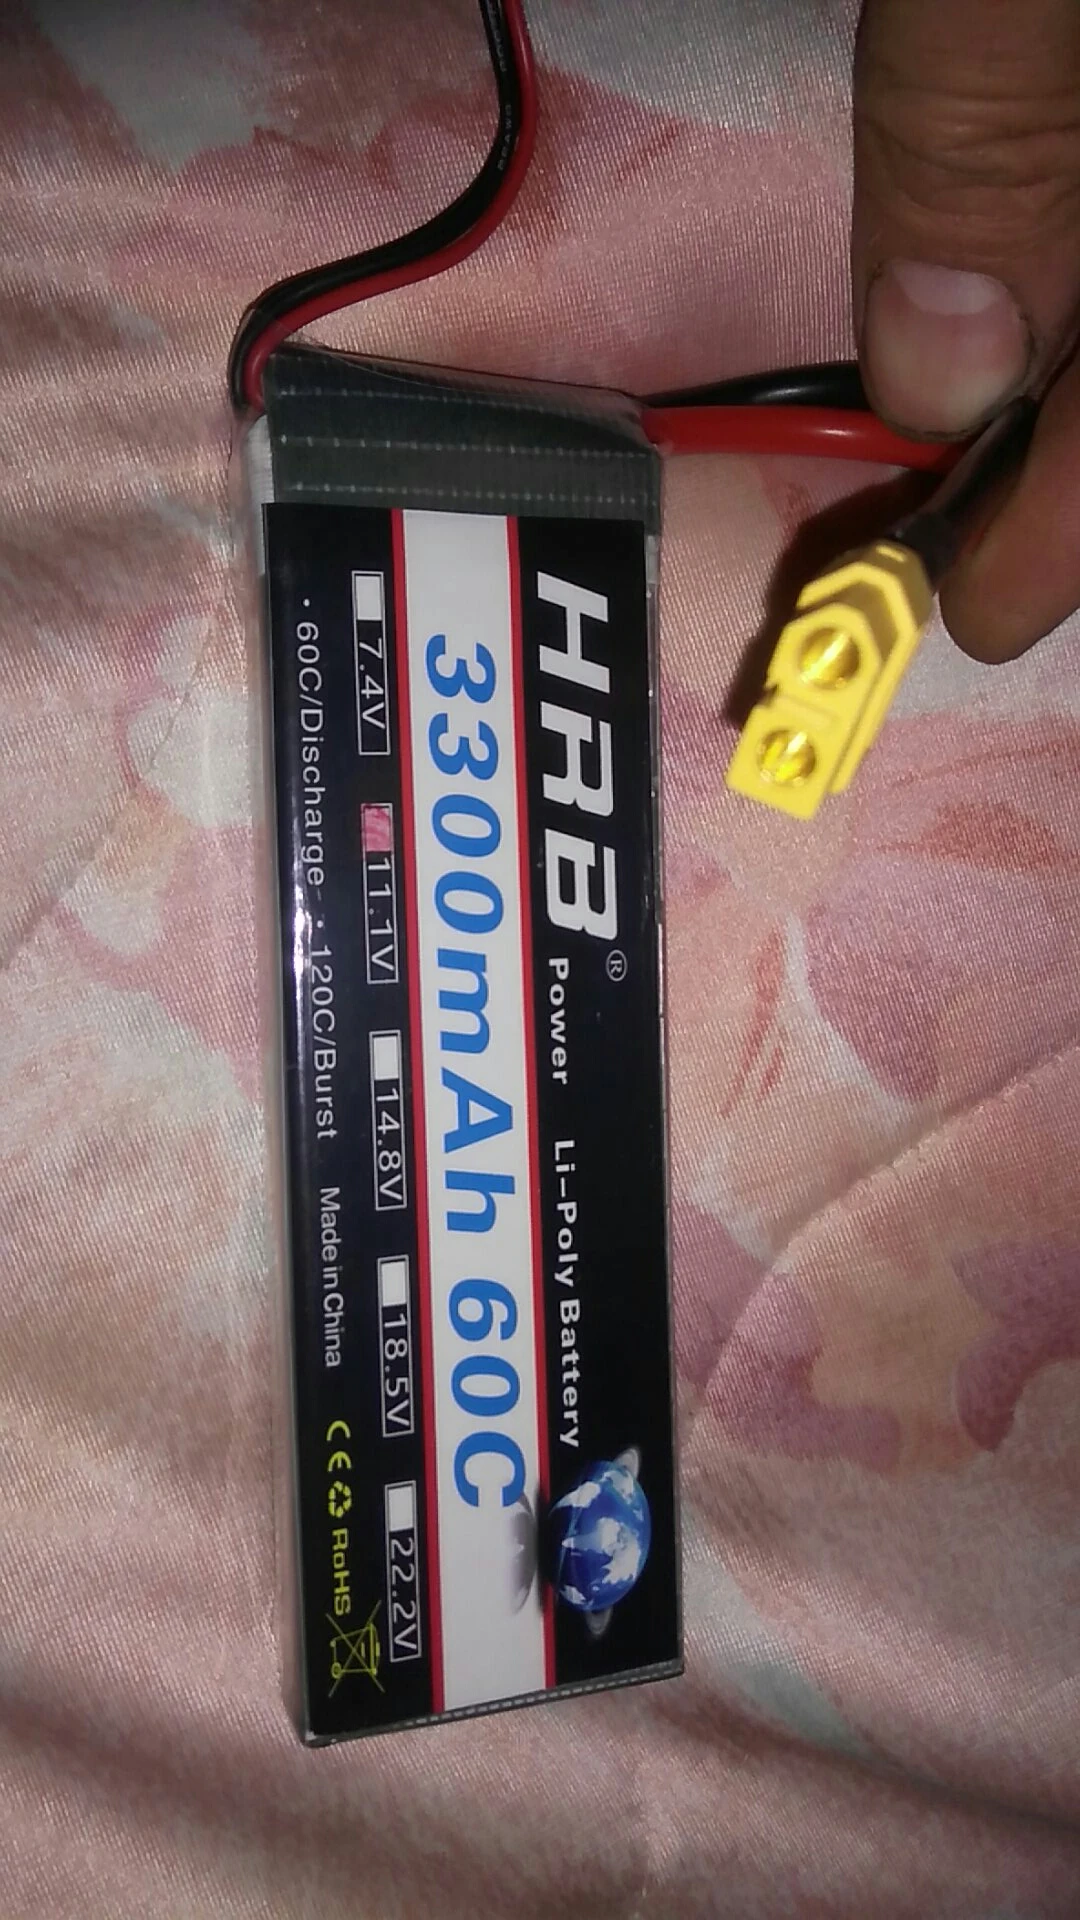 HRB® Power Li-Poly Battery
3300mAh 60C
7.4V 11.1V 14.8V 18.5V 22.2V
· 60C/Discharge · 120C/Burst Made in China CE RoHS